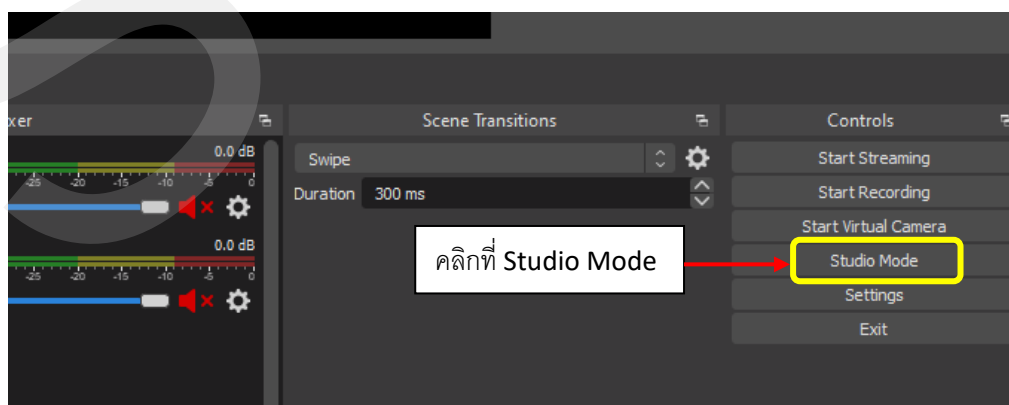 xer
Scene Transitions
Controls
0.0 dB
-25 -20 -15 -10 -5 0
0.0 dB
-25 -20 -15 -10 -5 0
Swipe
Duration 300 ms
คลิกที่ Studio Mode
Start Streaming
Start Recording
Start Virtual Camera
Studio Mode
Settings
Exit